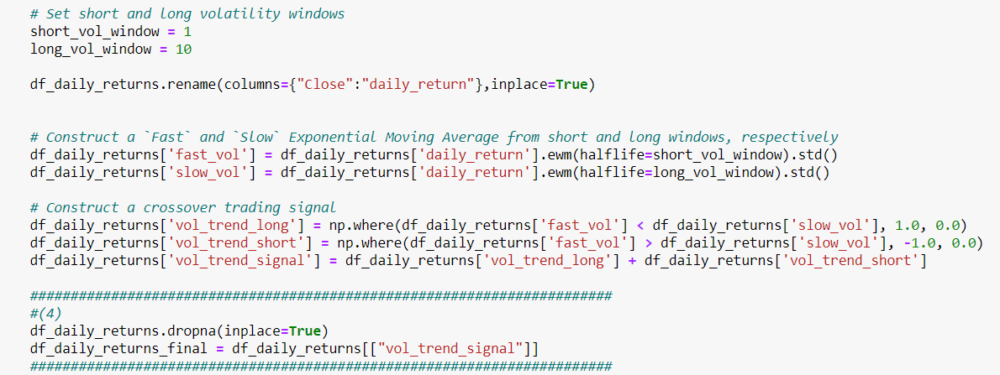 # Set short and long volatility windows
short_vol_window = 1
long_vol_window = 10
df_daily_returns.rename(columns={"Close":"daily_return"},inplace=True)
# Construct a `Fast` and `Slow` Exponential Moving Average from short and long windows, respectively
df_daily_returns['fast_vol'] = df_daily_returns['daily_return'].ewm(halflife=short_vol_window).std()
df_daily_returns['slow_vol'] = df_daily_returns['daily_return'].ewm(halflife=long_vol_window).std()
# Construct a crossover trading signal
df_daily_returns['vol_trend_long'] = np.where(df_daily_returns['fast_vol'] < df_daily_returns['slow_vol'], 1.0, 0.0)
df_daily_returns['vol_trend_short'] = np.where(df_daily_returns['fast_vol'] > df_daily_returns['slow_vol'], -1.0, 0.0)
df_daily_returns['vol_trend_signal'] = df_daily_returns['vol_trend_long'] + df_daily_returns['vol_trend_short']
########################################################################
#(4)
df_daily_returns.dropna(inplace=True)
df_daily_returns_final = df_daily_returns[["vol_trend_signal"]]
########################################################################